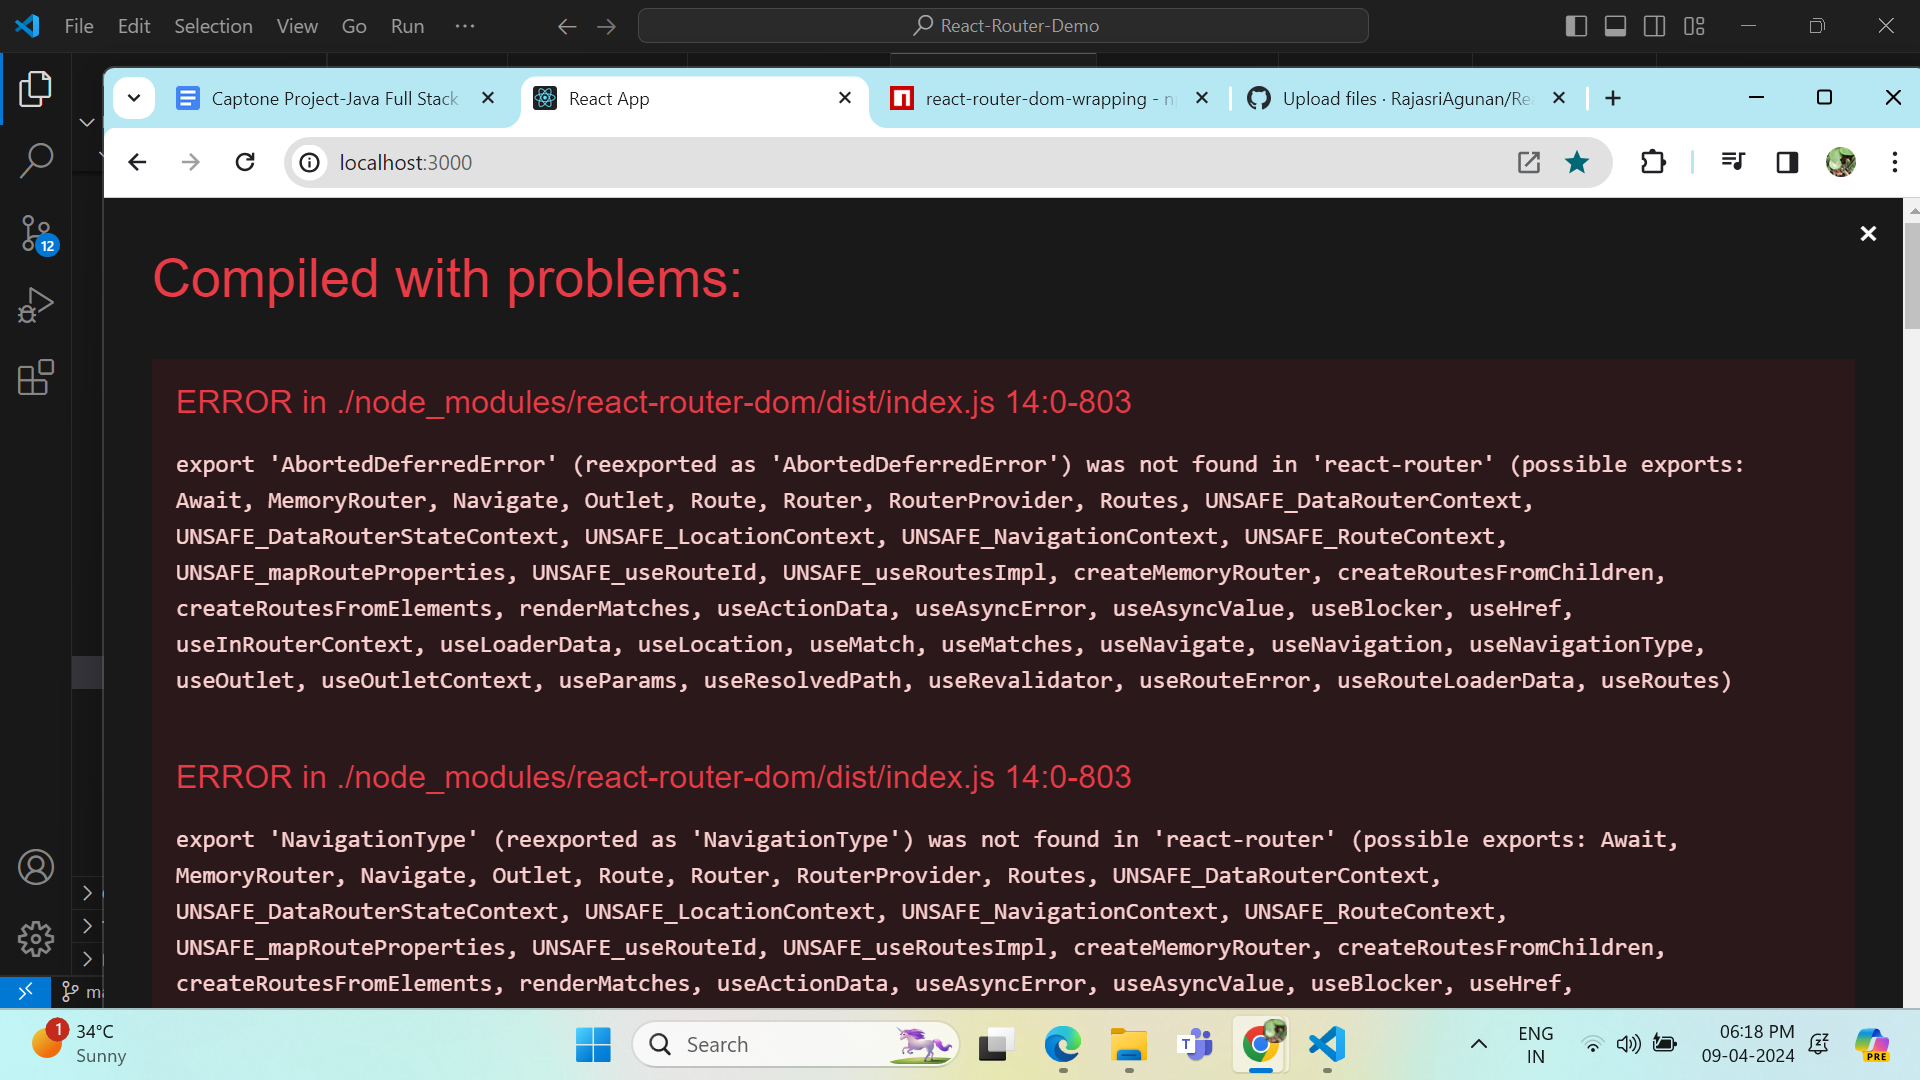 File Edit Selection View Go Run ···
React-Router-Demo
Captone Project-Java Full Stack
React App
react-router-dom-wrapping - n
Upload files · RajasriAgunan/Re
localhost:3000
12
Compiled with problems:
ERROR in ./node_modules/react-router-dom/dist/index.js 14:0-803
export 'AbortedDeferredError' (reexported as 'AbortedDeferredError') was not found in 'react-router' (possible exports:
Await, MemoryRouter, Navigate, Outlet, Route, Router, RouterProvider, Routes, UNSAFE_DataRouterContext,
UNSAFE_DataRouterStateContext, UNSAFE_LocationContext, UNSAFE_NavigationContext, UNSAFE_RouteContext,
UNSAFE_mapRouteProperties, UNSAFE_useRouteId, UNSAFE_useRoutesImpl, createMemoryRouter, createRoutesFromChildren,
createRoutesFromElements, renderMatches, useActionData, useAsyncError, useAsyncValue, useBlocker, useHref,
useInRouterContext, useLoaderData, useLocation, useMatch, useMatches, useNavigate, useNavigation, useNavigationType,
useOutlet, useOutletContext, useParams, useResolvedPath, useRevalidator, useRouteError, useRouteLoaderData, useRoutes)
ERROR in ./node_modules/react-router-dom/dist/index.js 14:0-803
export 'NavigationType' (reexported as 'NavigationType') was not found in 'react-router' (possible exports: Await,
MemoryRouter, Navigate, Outlet, Route, Router, RouterProvider, Routes, UNSAFE_DataRouterContext,
UNSAFE_DataRouterStateContext, UNSAFE_LocationContext, UNSAFE_NavigationContext, UNSAFE_RouteContext,
UNSAFE_mapRouteProperties, UNSAFE_useRouteId, UNSAFE_useRoutesImpl, createMemoryRouter, createRoutesFromChildren,
createRoutesFromElements, renderMatches, useActionData, useAsyncError, useAsyncValue, useBlocker, useHref,
ma
1
34°C
Sunny
Search
T
ENG
IN
06:18 PM
09-04-2024
PRE